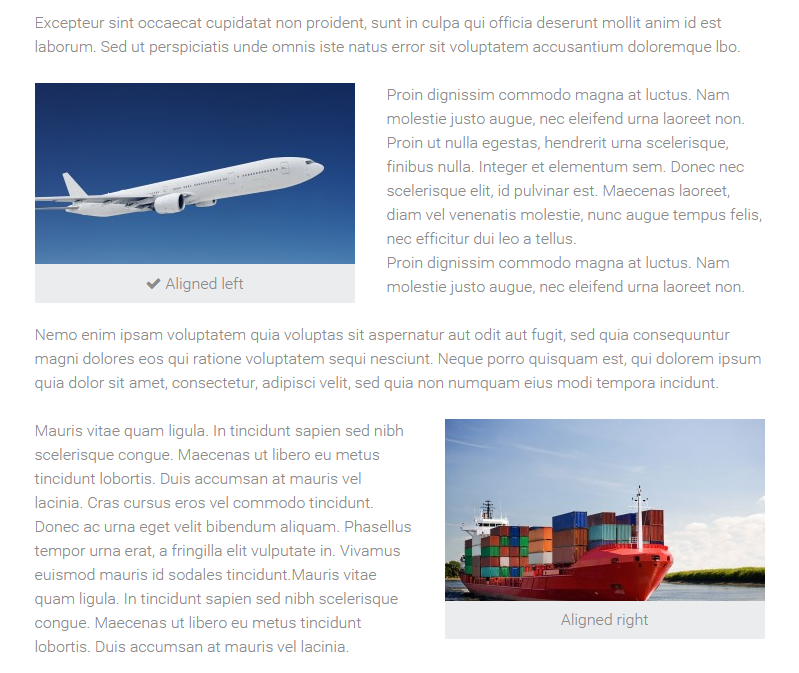 Excepteur sint occaecat cupidatat non proident, sunt in culpa qui officia deserunt mollit anim id est
laborum. Sed ut perspiciatis unde omnis iste natus error sit voluptatem accusantium doloremque lbo.
Proin dignissim commodo magna at luctus. Nam
molestie justo augue, nec eleifend urna laoreet non.
Proin ut nulla egestas, hendrerit urna scelerisque,
finibus nulla. Integer et elementum sem. Donec nec
scelerisque elit, id pulvinar est. Maecenas laoreet,
diam vel venenatis molestie, nunc augue tempus felis,
nec efficitur dui leo a tellus.
Proin dignissim commodo magna at luctus. Nam
molestie justo augue, nec eleifend urna laoreet non.
✔ Aligned left
Nemo enim ipsam voluptatem quia voluptas sit aspernatur aut odit aut fugit, sed quia consequuntur
magni dolores eos qui ratione voluptatem sequi nesciunt. Neque porro quisquam est, qui dolorem ipsum
quia dolor sit amet, consectetur, adipisci velit, sed quia non numquam eius modi tempora incidunt.
Mauris vitae quam ligula. In tincidunt sapien sed nibh
scelerisque congue. Maecenas ut libero eu metus
tincidunt lobortis. Duis accumsan at mauris vel
lacinia. Cras cursus eros vel commodo tincidunt.
Donec ac urna eget velit bibendum aliquam. Phasellus
tempor urna erat, a fringilla elit vulputate in. Vivamus
euismod mauris id sodales tincidunt.Mauris vitae
quam ligula. In tincidunt sapien sed nibh scelerisque
congue. Maecenas ut libero eu metus tincidunt
lobortis. Duis accumsan at mauris vel lacinia.
Aligned right